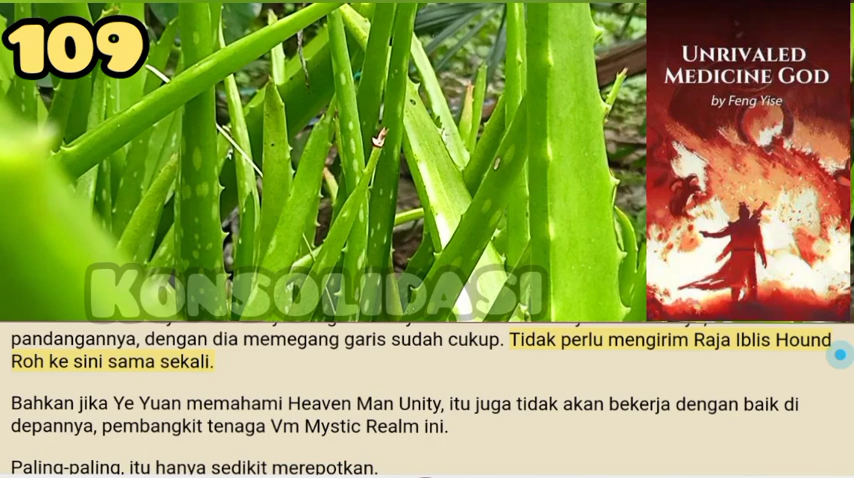 109
UNRIVALED
MEDICINE GOD
by Feng Yise
KONSOLIDASI
pandangannya, dengan dia memegang garis sudah cukup. Tidak perlu mengirim Raja Iblis Hound
Roh ke sini sama sekali.
Bahkan jika Ye Yuan memahami Heaven Man Unity, itu juga tidak akan bekerja dengan baik di
depannya, pembangkit tenaga Vm Mystic Realm ini.
Paling-paling, itu hanya sedikit merepotkan.